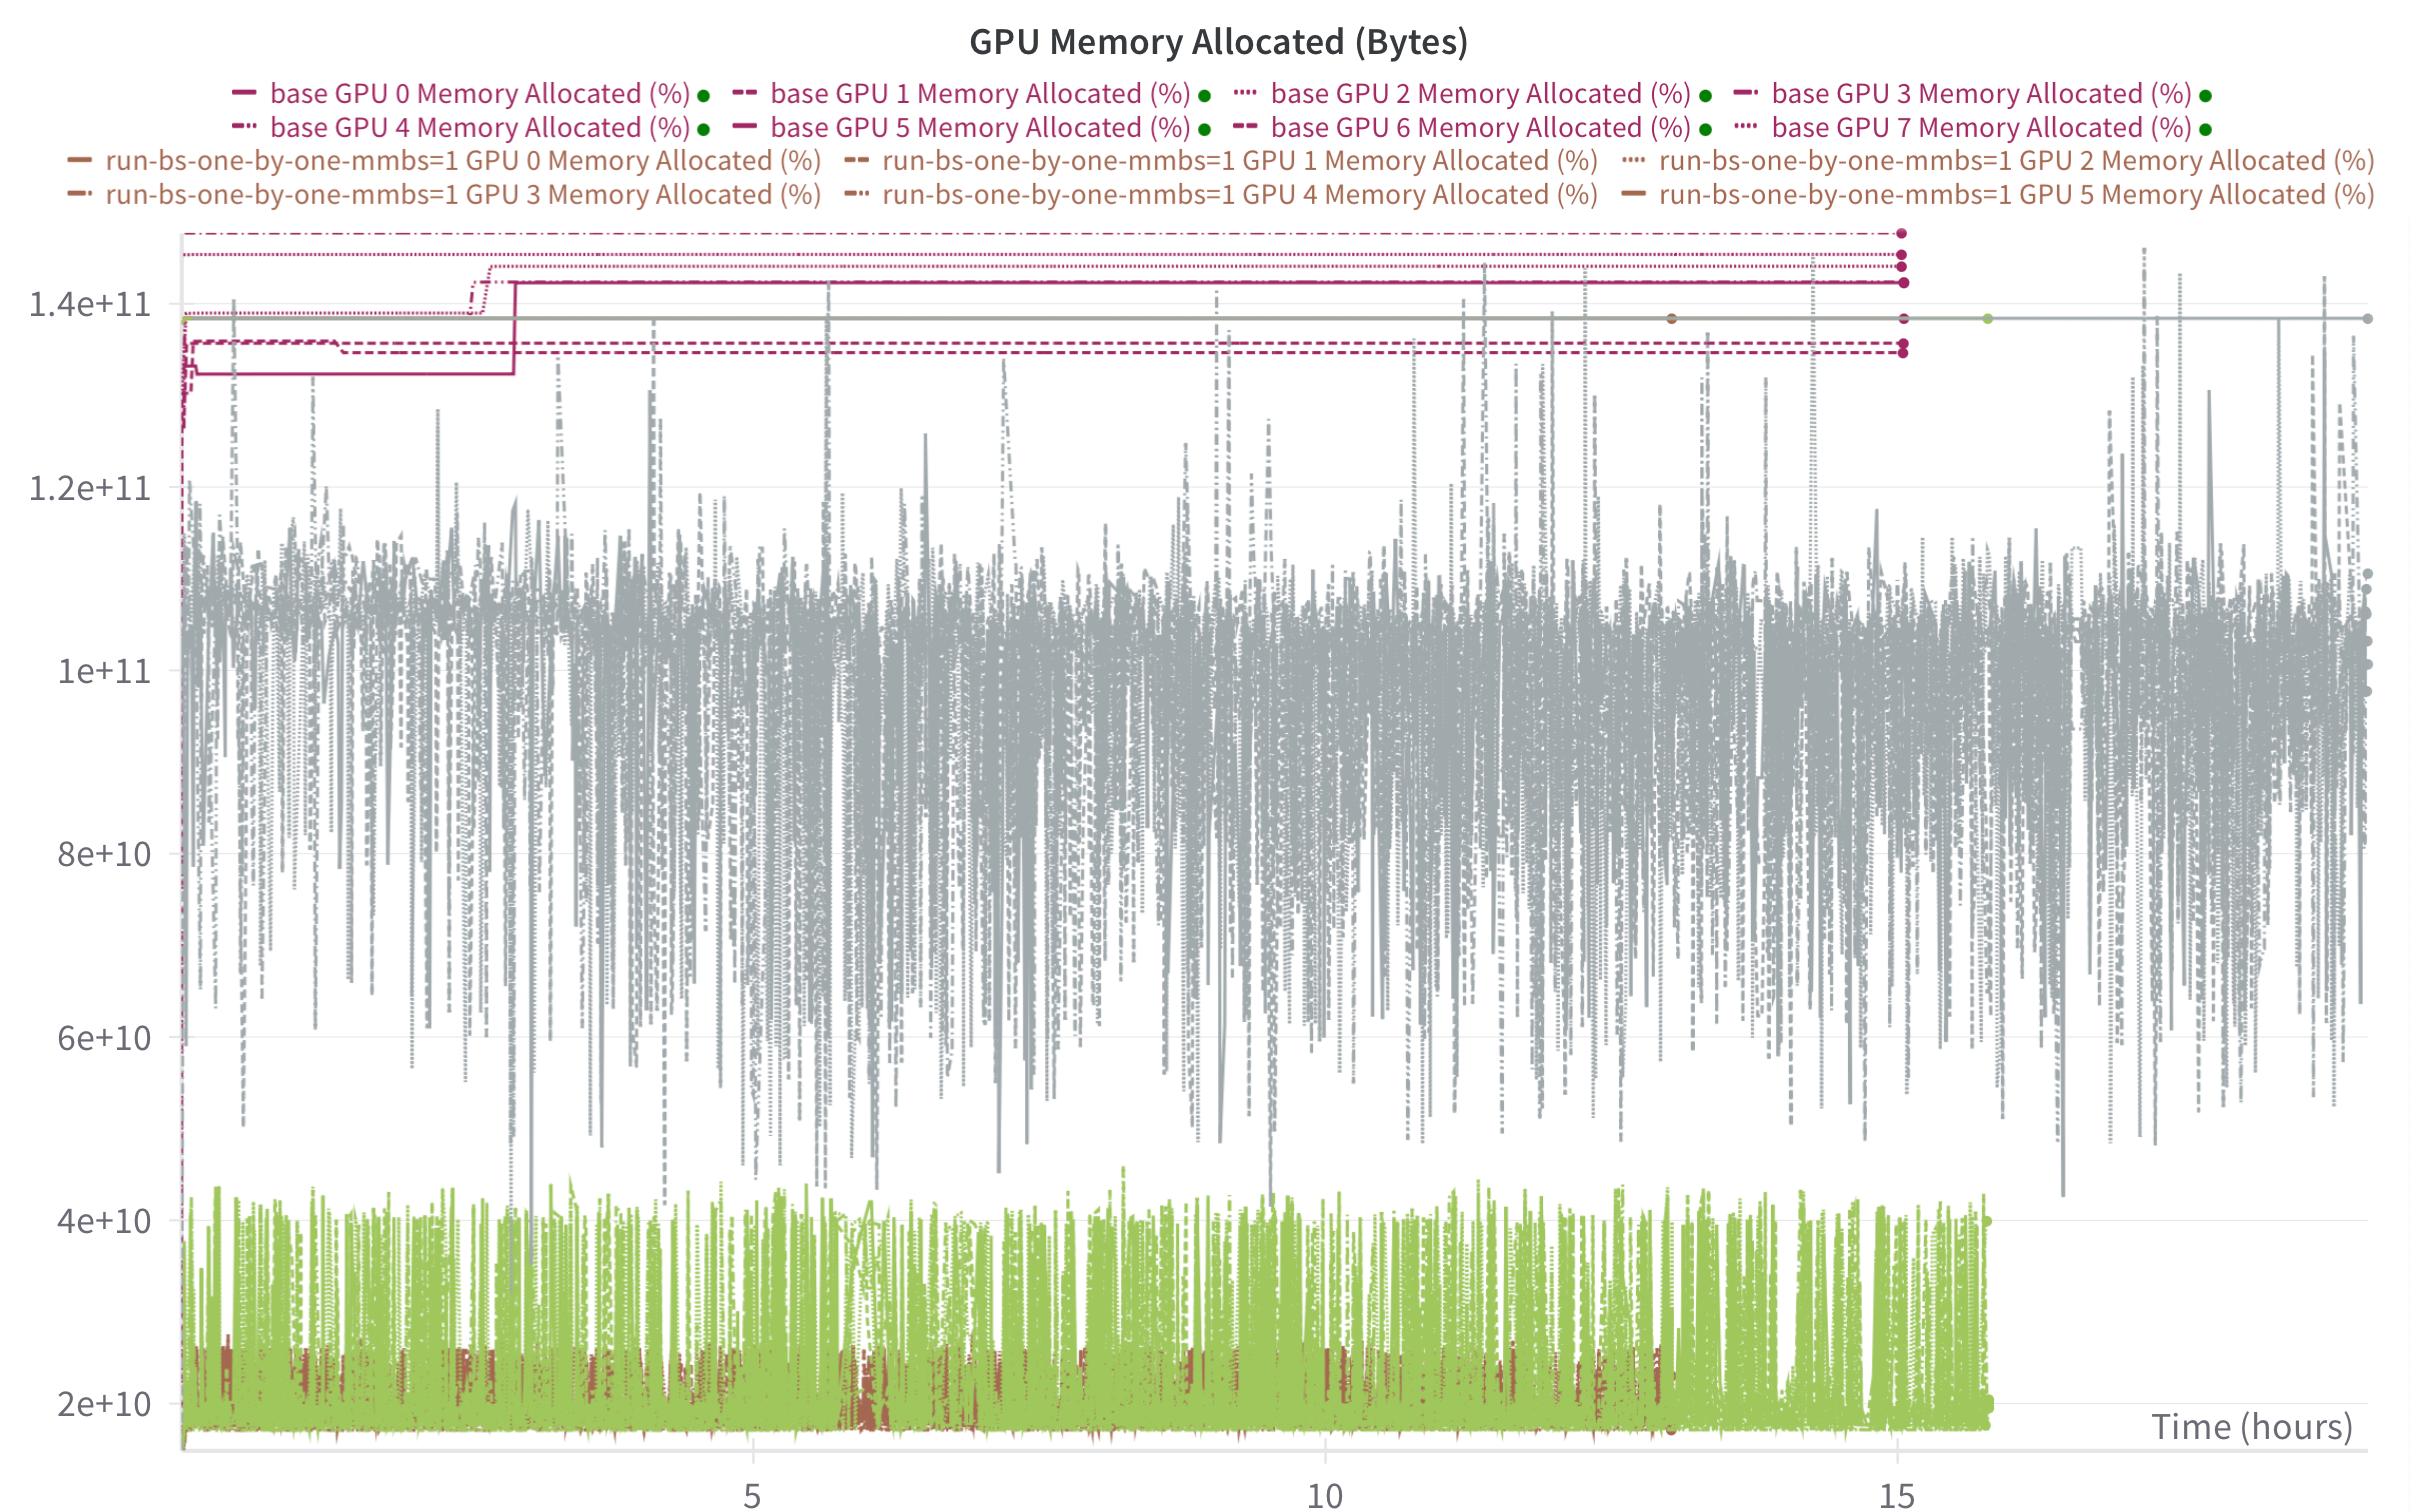 GPU Memory Allocated (Bytes)
base GPU 0 Memory Allocated (%) base GPU 1 Memory Allocated (%) base GPU 2 Memory Allocated (%) base GPU 3 Memory Allocated (%)
base GPU 4 Memory Allocated (%) base GPU 5 Memory Allocated (%) base GPU 6 Memory Allocated (%) base GPU 7 Memory Allocated (%)
run-bs-one-by-one-mmbs=1 GPU 0 Memory Allocated (%) run-bs-one-by-one-mmbs=1 GPU 1 Memory Allocated (%) run-bs-one-by-one-mmbs=1 GPU 2 Memory Allocated (%)
run-bs-one-by-one-mmbs=1 GPU 3 Memory Allocated (%) run-bs-one-by-one-mmbs=1 GPU 4 Memory Allocated (%) run-bs-one-by-one-mmbs=1 GPU 5 Memory Allocated (%)
1.4e+11
1.2e+11
1e+11
8e+10
6e+10
4e+10
2e+10
Time (hours)
5 10 15